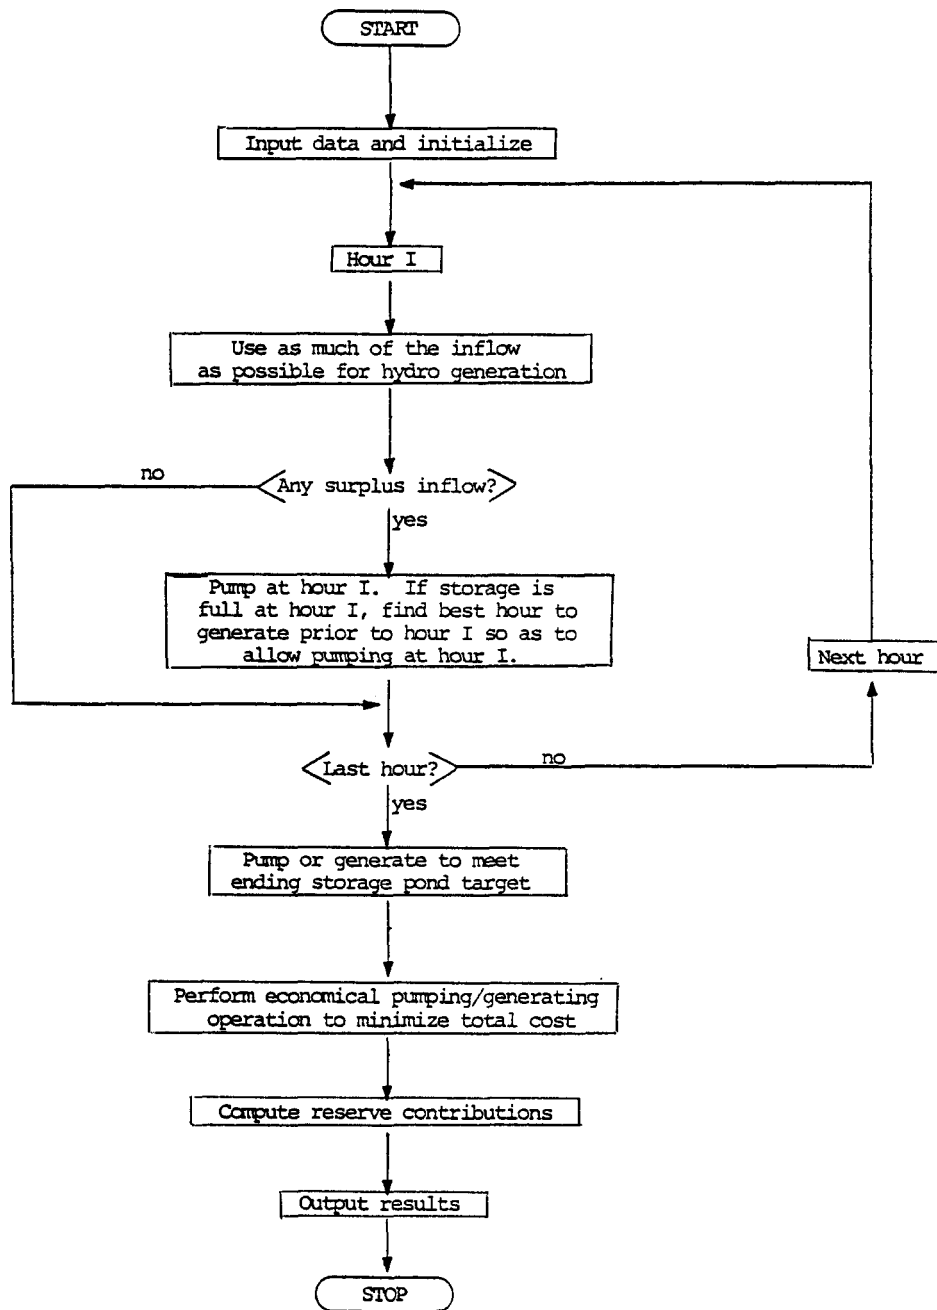 START
Input data and initialize
Hour I
Use as much of the inflow
as possible for hydro generation
no
Any surplus inflow?
yes
Pump at hour I. If storage is
full at hour I, find best hour to
generate prior to hour I so as to
allow pumping at hour I.
Next hour
Last hour?
no
yes
Pump or generate to meet
ending storage pond target
Perform economical pumping/generating
operation to minimize total cost
Compute reserve contributions
Output results
STOP